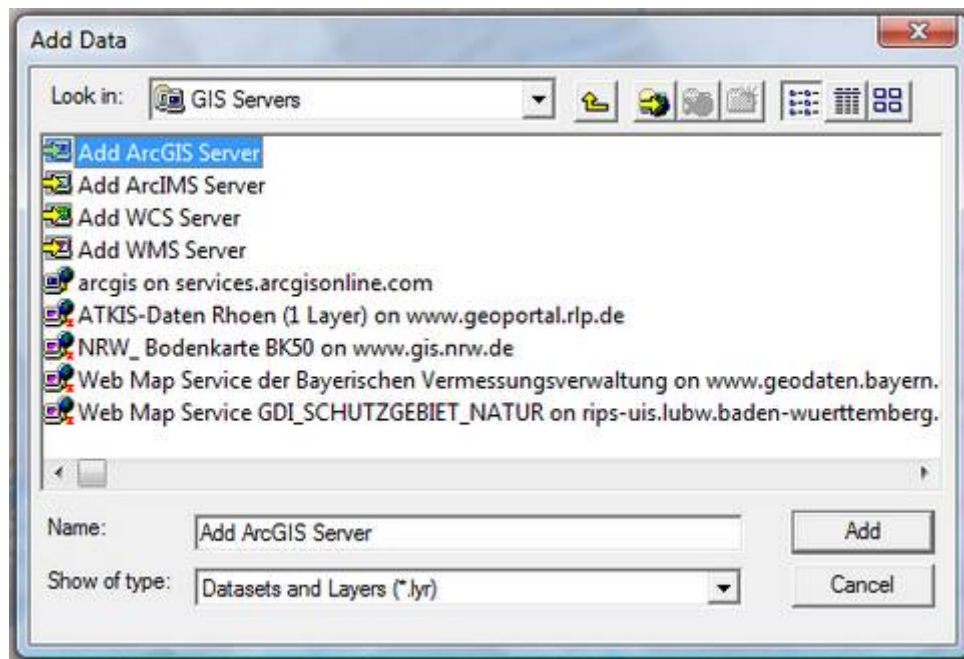 Add Data
Look in: GIS Servers
Add ArcGIS Server
Add ArcIMS Server
Add WCS Server
Add WMS Server
arcgis on services.arcgisonline.com
ATKIS-Daten Rhoen (1 Layer) on www.geoportal.rlp.de
NRW_ Bodenkarte BK50 on www.gis.nrw.de
Web Map Service der Bayerischen Vermessungsverwaltung on www.geodaten.bayern.
Web Map Service GDI_SCHUTZGEBIET_NATUR on rips-uis.lubw.baden-wuerttemberg.
Name: Add ArcGIS Server Add
Show of type: Datasets and Layers (*.lyr) Cancel